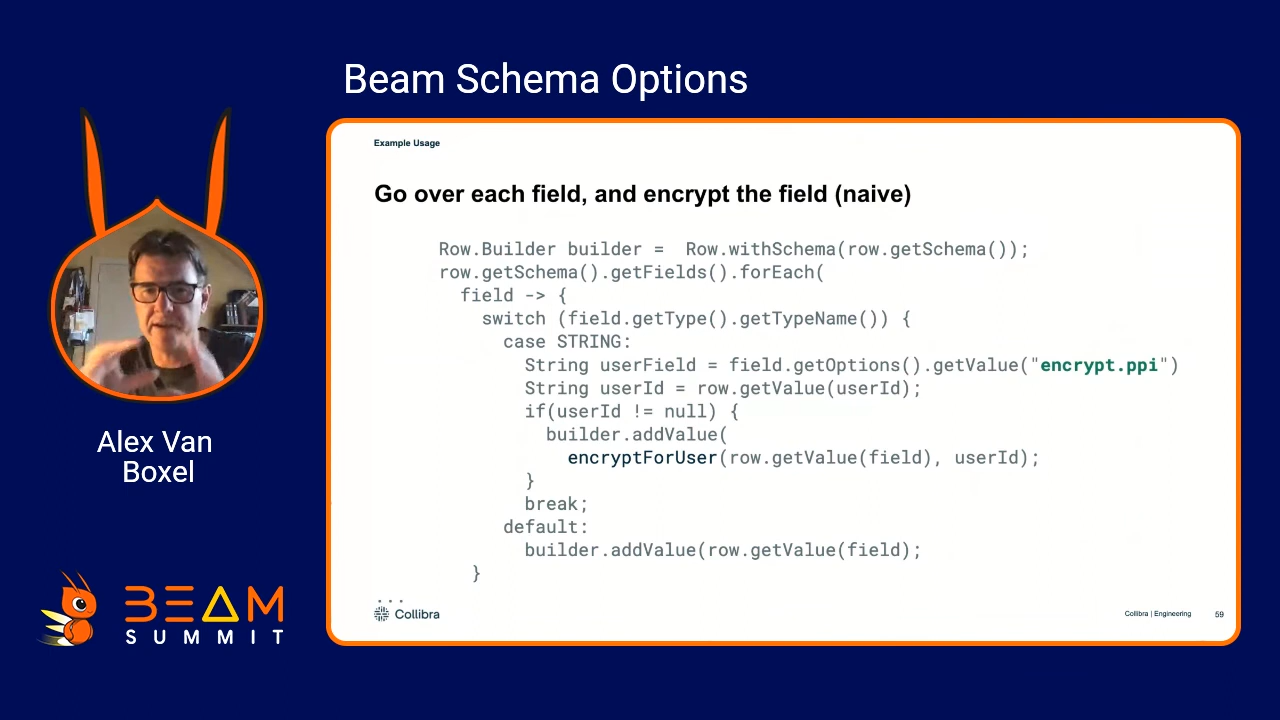 Beam Schema Options
Example Usage
Go over each field, and encrypt the field (naive)
Row.Builder builder =  Row.withSchema(row.getSchema());
row.getSchema().getFields().forEach(
field -> {
switch (field.getType().getTypeName()) {
case STRING:
String userField = field.getOptions().getValue("encrypt.ppi")
String userId = row.getValue(userId);
if(userId != null) {
builder.addValue(
encryptForUser(row.getValue(field), userId);
}
break;
default:
builder.addValue(row.getValue(field);
}
...
Collibra
Collibra | Engineering
59
Alex Van
Boxel
BEAM
SUMMIT